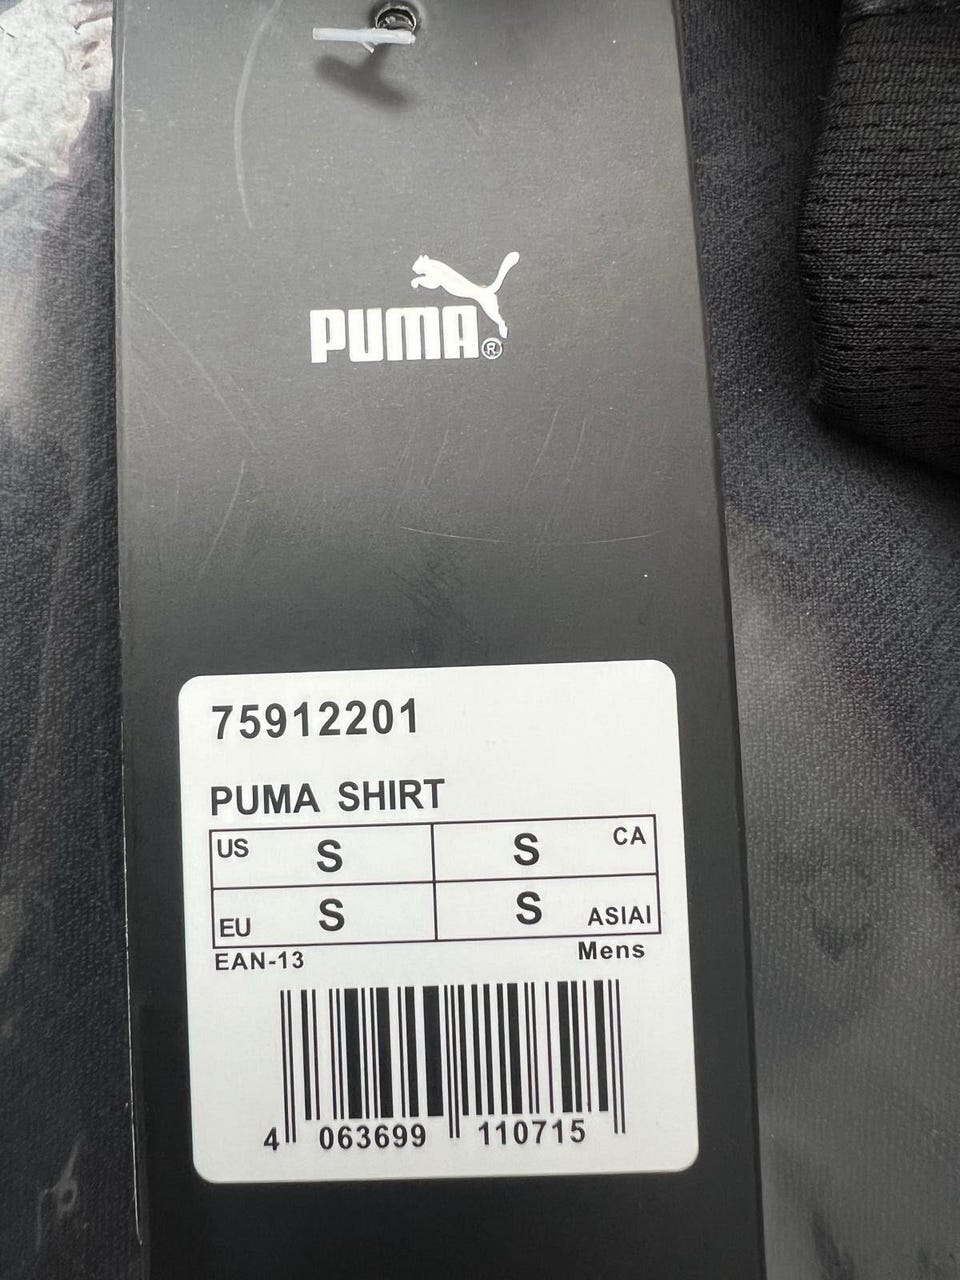 PUMA®
75912201
PUMA SHIRT
US S S CA
EU S S ASIAI
EAN-13 Mens
4 063699 110715